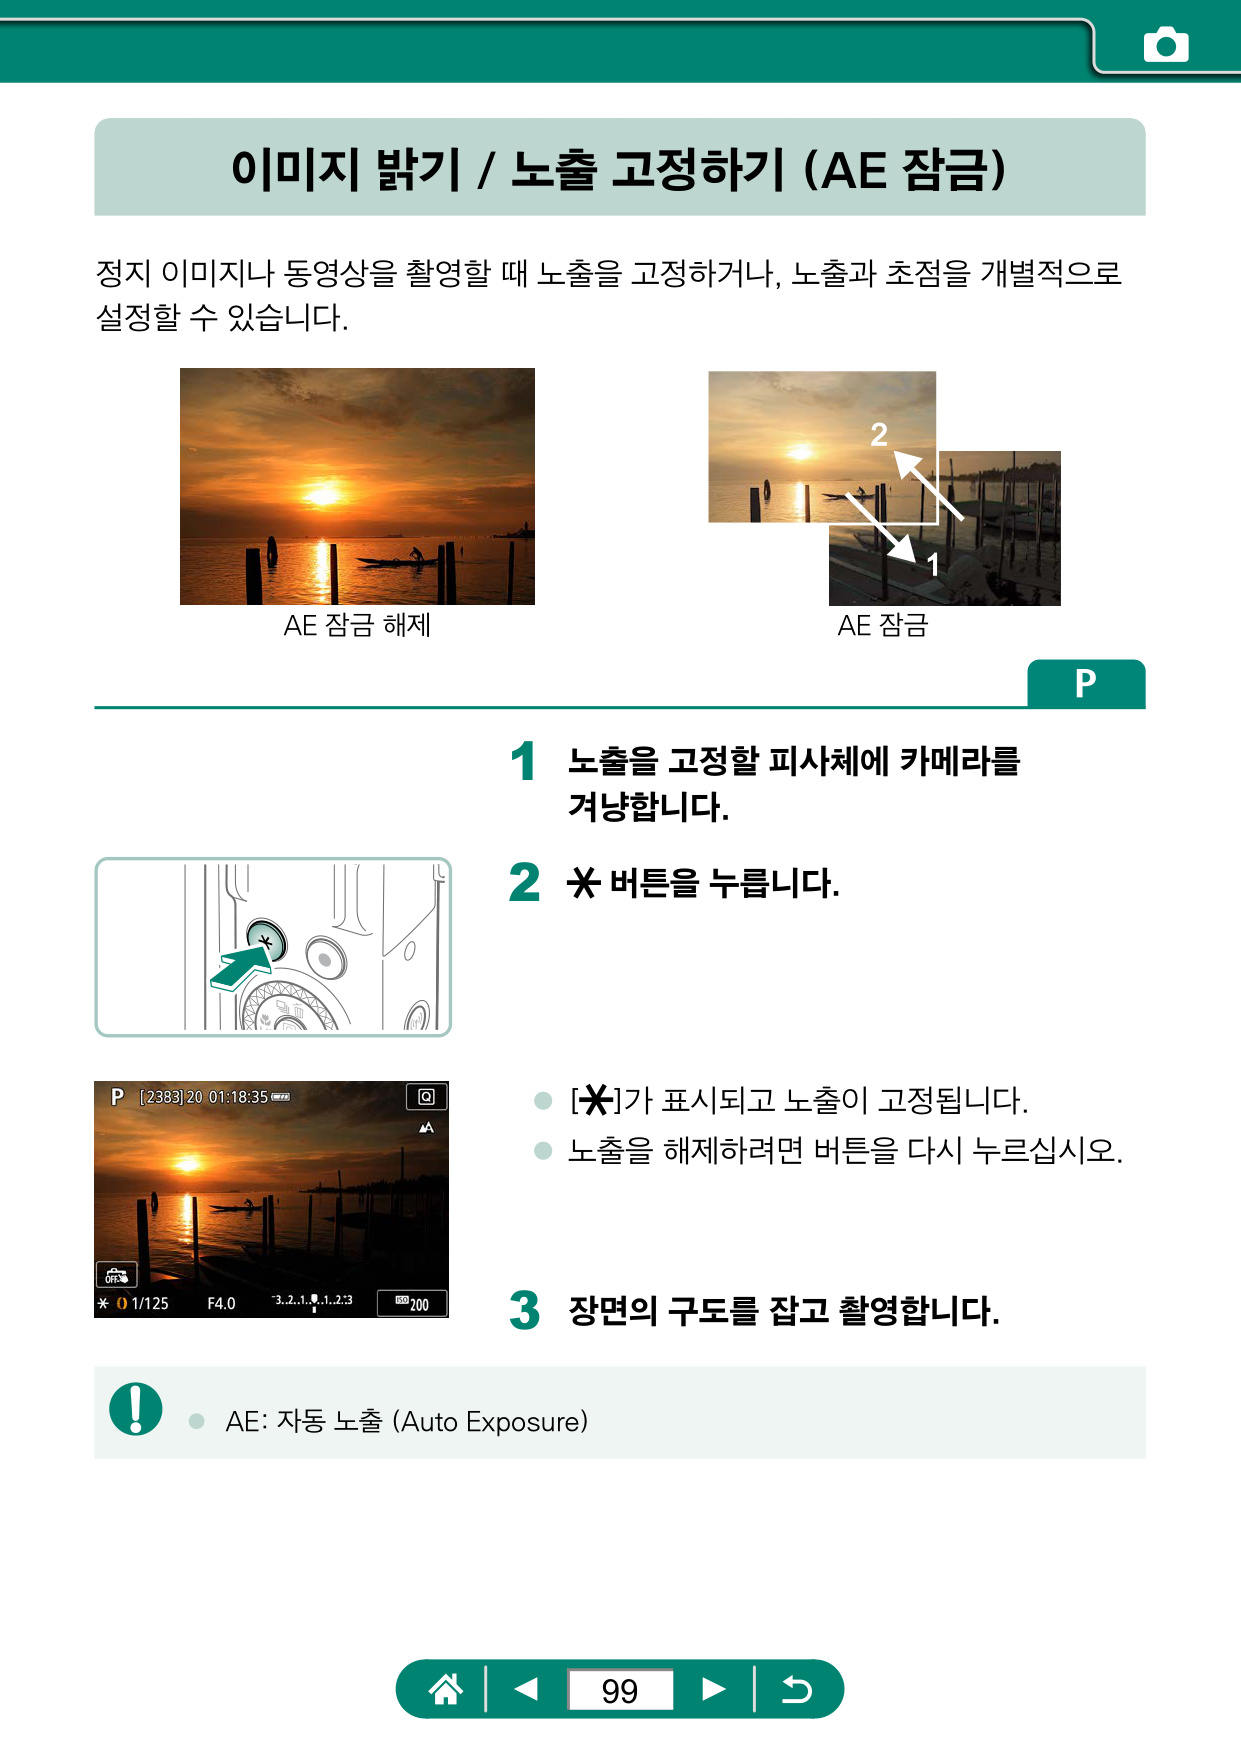 이미지 밝기 / 노출 고정하기 (AE 잠금)
정지 이미지나 동영상을 촬영할 때 노출을 고정하거나, 노출과 초점을 개별적으로
설정할 수 있습니다.
2
1
AE 잠금 해제
AE 잠금
P
1 노출을 고정할 피사체에 카메라를
겨냥합니다.
2 * 버튼을 누릅니다.
*
P [2383] 20 01:18:35
Q
OFF
* 1/125 F4.0 -3..2..1..0..1..2..:3 ISO 200
● [*]가 표시되고 노출이 고정됩니다.
● 노출을 해제하려면 버튼을 다시 누르십시오.
3 장면의 구도를 잡고 촬영합니다.
● AE: 자동 노출 (Auto Exposure)
99